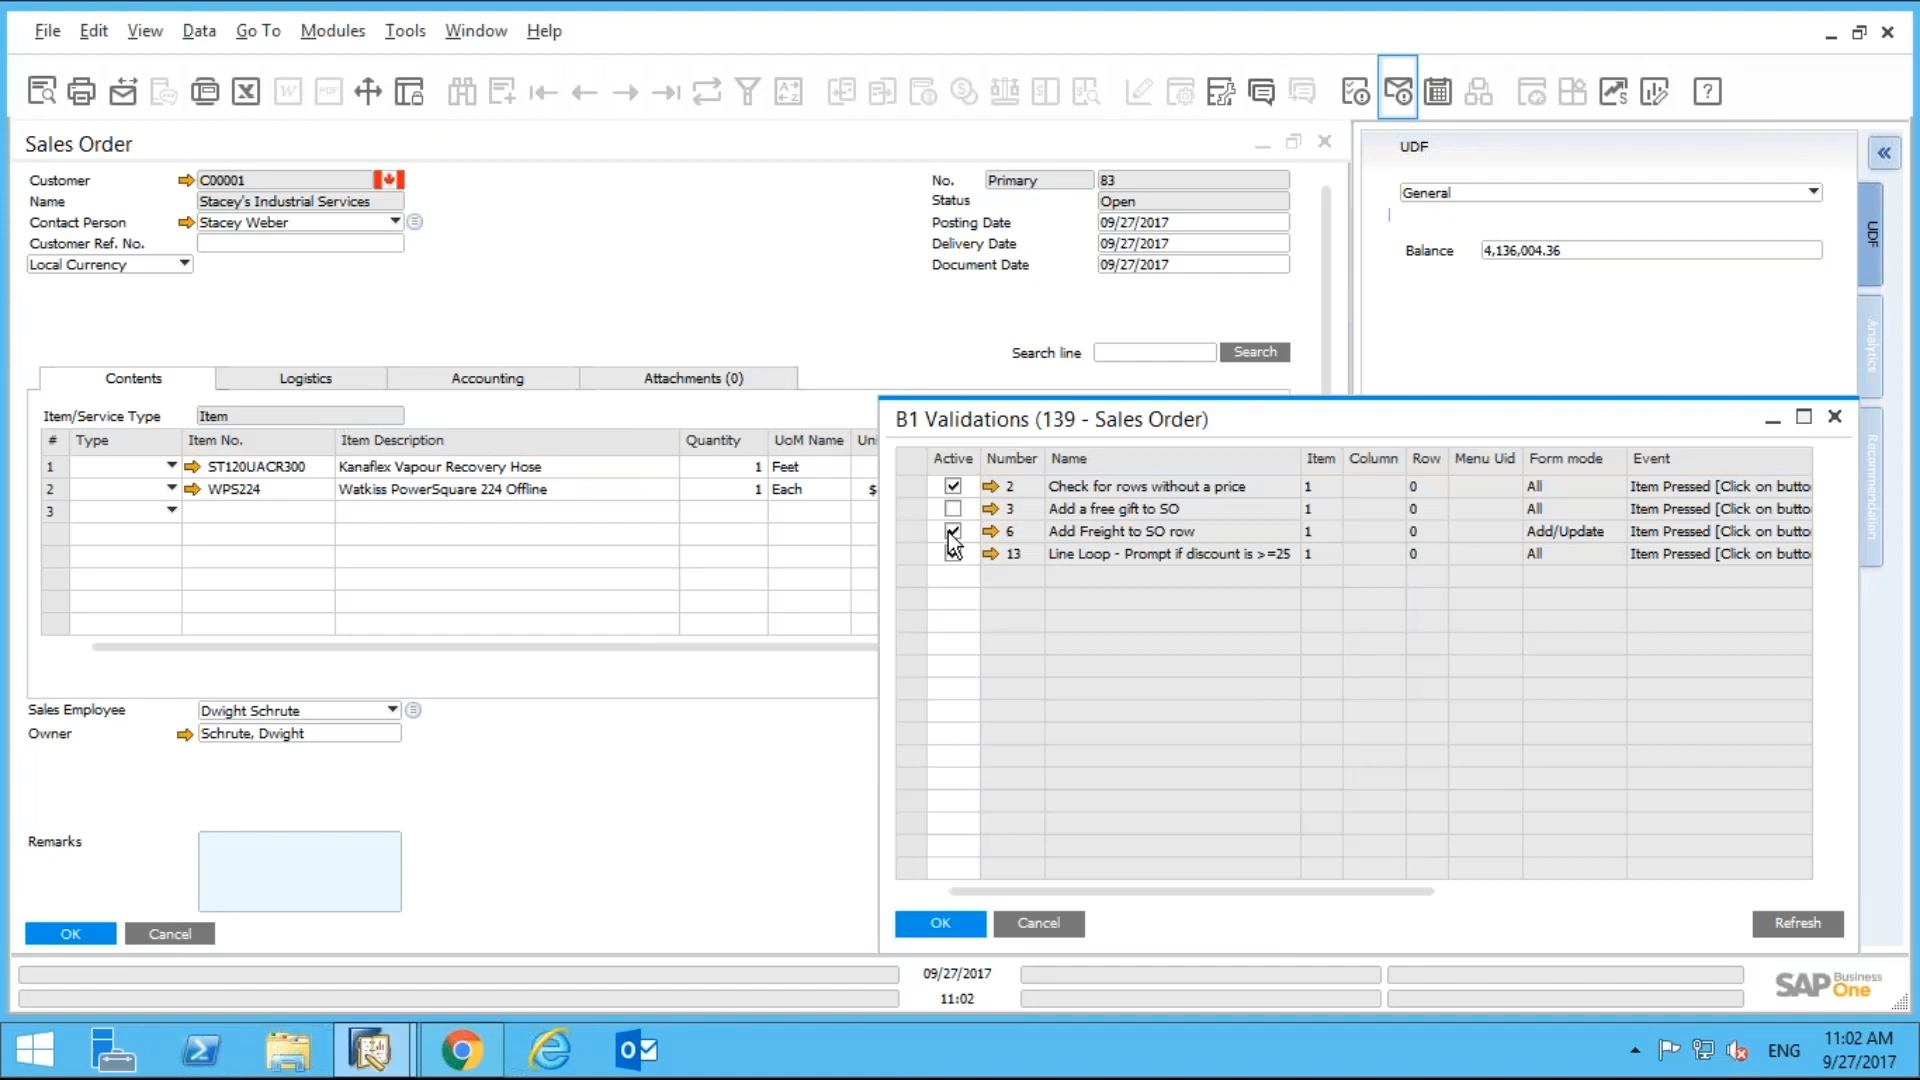 File Edit View Data Go To Modules Tools Window Help
Sales Order
Customer C00001
Name Stacey's Industrial Services
Contact Person Stacey Weber
Customer Ref. No.
Local Currency
No. Primary 83
Status Open
Posting Date 09/27/2017
Delivery Date 09/27/2017
Document Date 09/27/2017
Search line Search
UDF
General
Balance 4,136,004.36
UDF
Analytics
Recommendation
Contents Logistics Accounting Attachments (0)
Item/Service Type Item
# Type Item No. Item Description Quantity UoM Name Uni
1 ST120UACR300 Kanaflex Vapour Recovery Hose 1 Feet
2 WPS224 Watkiss PowerSquare 224 Offline 1 Each $
3
Sales Employee Dwight Schrute
Owner Schrute, Dwight
Remarks
OK Cancel
B1 Validations (139 - Sales Order)
Active Number Name Item Column Row Menu Uid Form mode Event
2 Check for rows without a price 1 0 All Item Pressed [Click on butto
3 Add a free gift to SO 1 0 All Item Pressed [Click on butto
6 Add Freight to SO row 1 0 Add/Update Item Pressed [Click on butto
13 Line Loop - Prompt if discount is >=25 1 0 All Item Pressed [Click on butto
OK Cancel Refresh
09/27/2017
11:02
SAP Business One
ENG
11:02 AM
9/27/2017